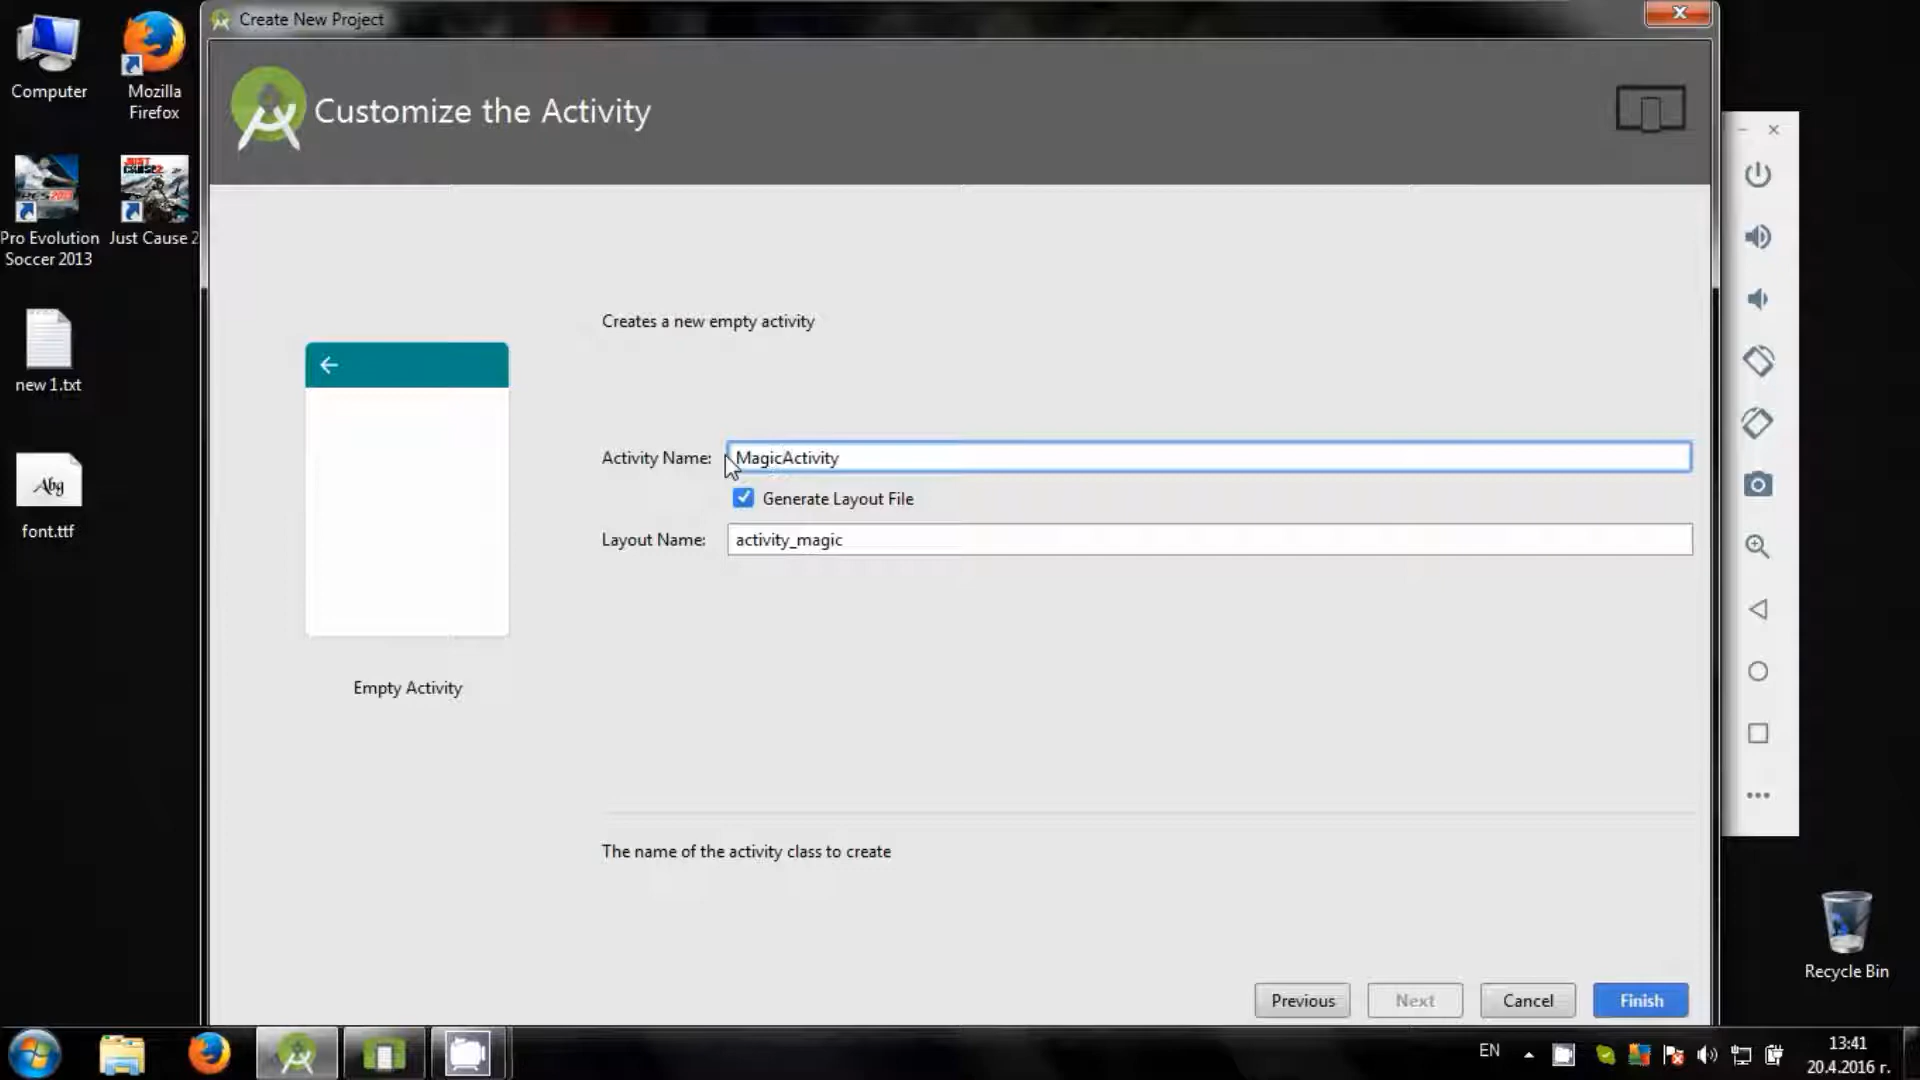 Create New Project
Computer
Mozilla
Firefox
Customize the Activity
Pro Evolution
Soccer 2013
Just Cause 2
new 1.txt
Abg
font.ttf
Creates a new empty activity
Activity Name:
MagicActivity
Generate Layout File
Layout Name:
activity_magic
Empty Activity
The name of the activity class to create
Previous
Next
Cancel
Finish
Recycle Bin
EN
13:41
20.4.2016 г.